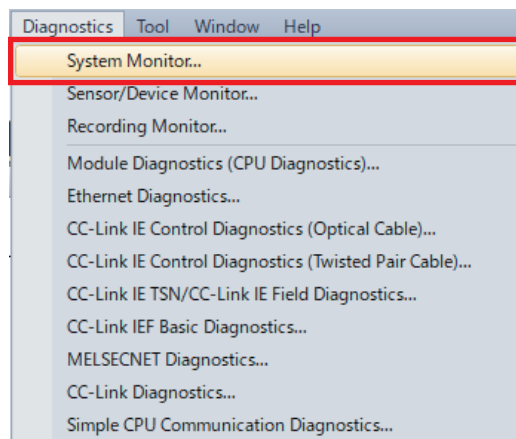 Diagnostics Tool Window Help
System Monitor...
Sensor/Device Monitor...
Recording Monitor...
Module Diagnostics (CPU Diagnostics)...
Ethernet Diagnostics...
CC-Link IE Control Diagnostics (Optical Cable)...
CC-Link IE Control Diagnostics (Twisted Pair Cable)...
CC-Link IE TSN/CC-Link IE Field Diagnostics...
CC-Link IEF Basic Diagnostics...
MELSECNET Diagnostics...
CC-Link Diagnostics...
Simple CPU Communication Diagnostics...